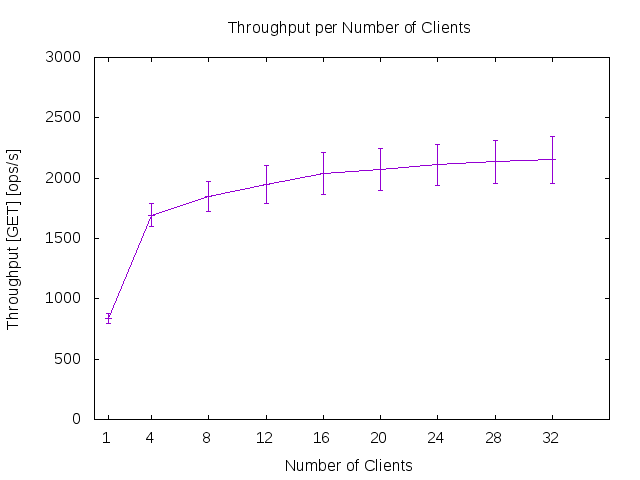 Throughput per Number of Clients
3000
2500
2000
1500
1000
500
0
Throughput [GET] [ops/s]
1 4 8 12 16 20 24 28 32
Number of Clients